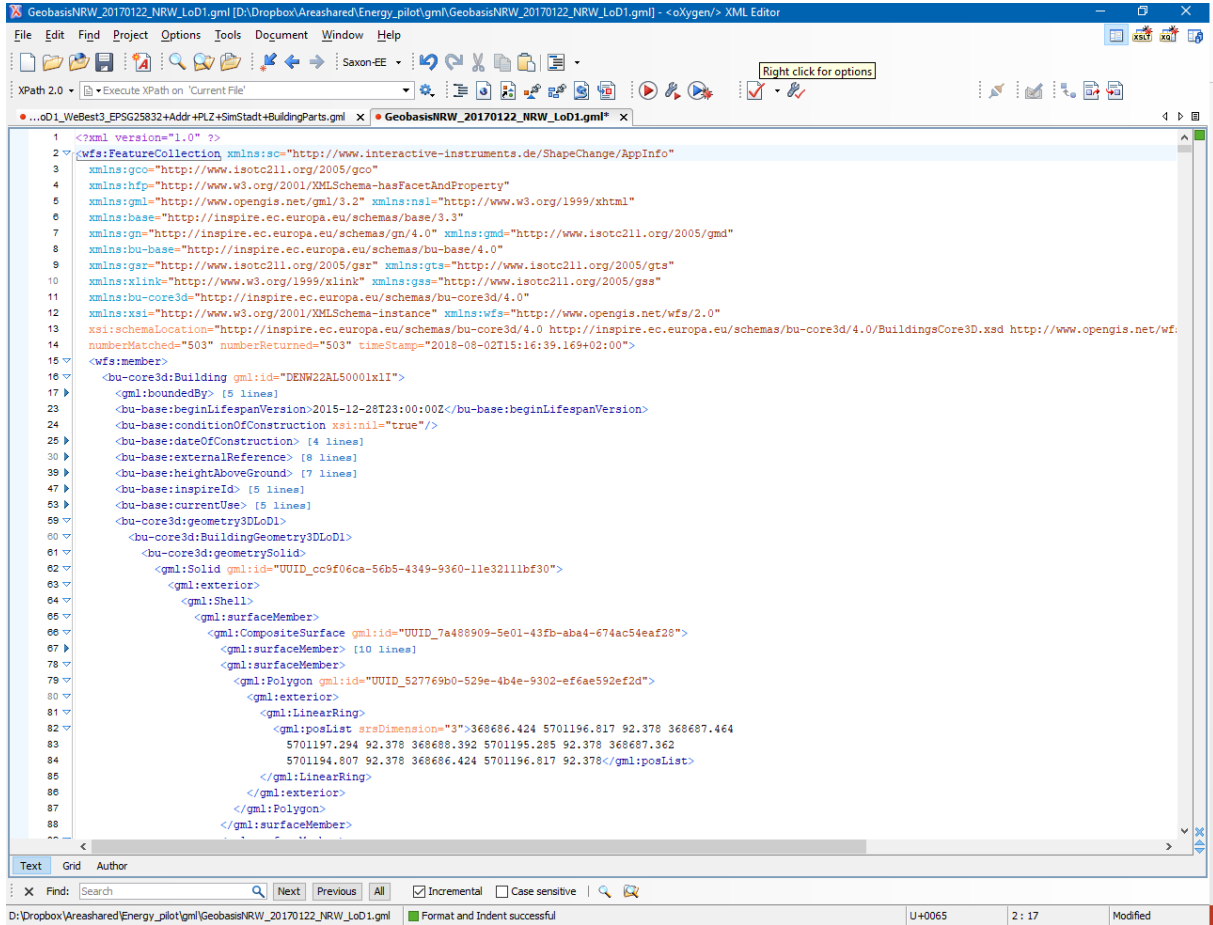 GeobasisNRW_20170122_NRW_LoD1.gml [D:\Dropbox\Areashared\Energy_pilot\gml\GeobasisNRW_20170122_NRW_LoD1.gml] - <oXygen/> XML Editor
File Edit Find Project Options Tools Document Window Help
XSLT XQ
Saxon-EE
Right click for options
XPath 2.0 Execute XPath on 'Current File'
...oD1_WeBest3_EPSG25832+Addr+PLZ+SimStadt+BuildingParts.gml x GeobasisNRW_20170122_NRW_LoD1.gml* x
1 <?xml version="1.0" ?>
2 <wfs:FeatureCollection xmlns:sc="http://www.interactive-instruments.de/ShapeChange/AppInfo"
3 xmlns:gco="http://www.isotc211.org/2005/gco"
4 xmlns:hfp="http://www.w3.org/2001/XMLSchema-hasFacetAndProperty"
5 xmlns:gml="http://www.opengis.net/gml/3.2" xmlns:nsl="http://www.w3.org/1999/xhtml"
6 xmlns:base="http://inspire.ec.europa.eu/schemas/base/3.3"
7 xmlns:gn="http://inspire.ec.europa.eu/schemas/gn/4.0" xmlns:gmd="http://www.isotc211.org/2005/gmd"
8 xmlns:bu-base="http://inspire.ec.europa.eu/schemas/bu-base/4.0"
9 xmlns:gsr="http://www.isotc211.org/2005/gsr" xmlns:gts="http://www.isotc211.org/2005/gts"
10 xmlns:xlink="http://www.w3.org/1999/xlink" xmlns:gss="http://www.isotc211.org/2005/gss"
11 xmlns:bu-core3d="http://inspire.ec.europa.eu/schemas/bu-core3d/4.0"
12 xmlns:xsi="http://www.w3.org/2001/XMLSchema-instance" xmlns:wfs="http://www.opengis.net/wfs/2.0"
13 xsi:schemaLocation="http://inspire.ec.europa.eu/schemas/bu-core3d/4.0 http://inspire.ec.europa.eu/schemas/bu-core3d/4.0/BuildingsCore3D.xsd http://www.opengis.net/wf
14 numberMatched="503" numberReturned="503" timeStamp="2018-08-02T15:16:39.169+02:00">
15 <wfs:member>
16 <bu-core3d:Building gml:id="DENW22AL50001x1I">
17 <gml:boundedBy> [5 lines]
23 <bu-base:beginLifespanVersion>2015-12-28T23:00:00Z</bu-base:beginLifespanVersion>
24 <bu-base:conditionOfConstruction xsi:nil="true"/>
25 <bu-base:dateOfConstruction> [4 lines]
30 <bu-base:externalReference> [8 lines]
39 <bu-base:heightAboveGround> [7 lines]
47 <bu-base:inspireId> [5 lines]
53 <bu-base:currentUse> [5 lines]
59 <bu-core3d:geometry3DLoD1>
60 <bu-core3d:BuildingGeometry3DLoD1>
61 <bu-core3d:geometrySolid>
62 <gml:Solid gml:id="UUID_cc9f06ca-56b5-4349-9360-11e32111bf30">
63 <gml:exterior>
64 <gml:Shell>
65 <gml:surfaceMember>
66 <gml:CompositeSurface gml:id="UUID_7a488909-5e01-43fb-aba4-674ac54eaf28">
67 <gml:surfaceMember> [10 lines]
78 <gml:surfaceMember>
79 <gml:Polygon gml:id="UUID_527769b0-529e-4b4e-9302-ef6ae592ef2d">
80 <gml:exterior>
81 <gml:LinearRing>
82 <gml:posList srsDimension="3">368686.424 5701196.817 92.378 368687.464
83 5701197.294 92.378 368688.392 5701195.285 92.378 368687.362
84 5701194.807 92.378 368686.424 5701196.817 92.378</gml:posList>
85 </gml:LinearRing>
86 </gml:exterior>
87 </gml:Polygon>
88 </gml:surfaceMember>
Text Grid Author
x Find: Search Next Previous All Incremental Case sensitive
D:\Dropbox\Areashared\Energy_pilot\gml\GeobasisNRW_20170122_NRW_LoD1.gml Format and Indent successful U+0065 2 : 17 Modified